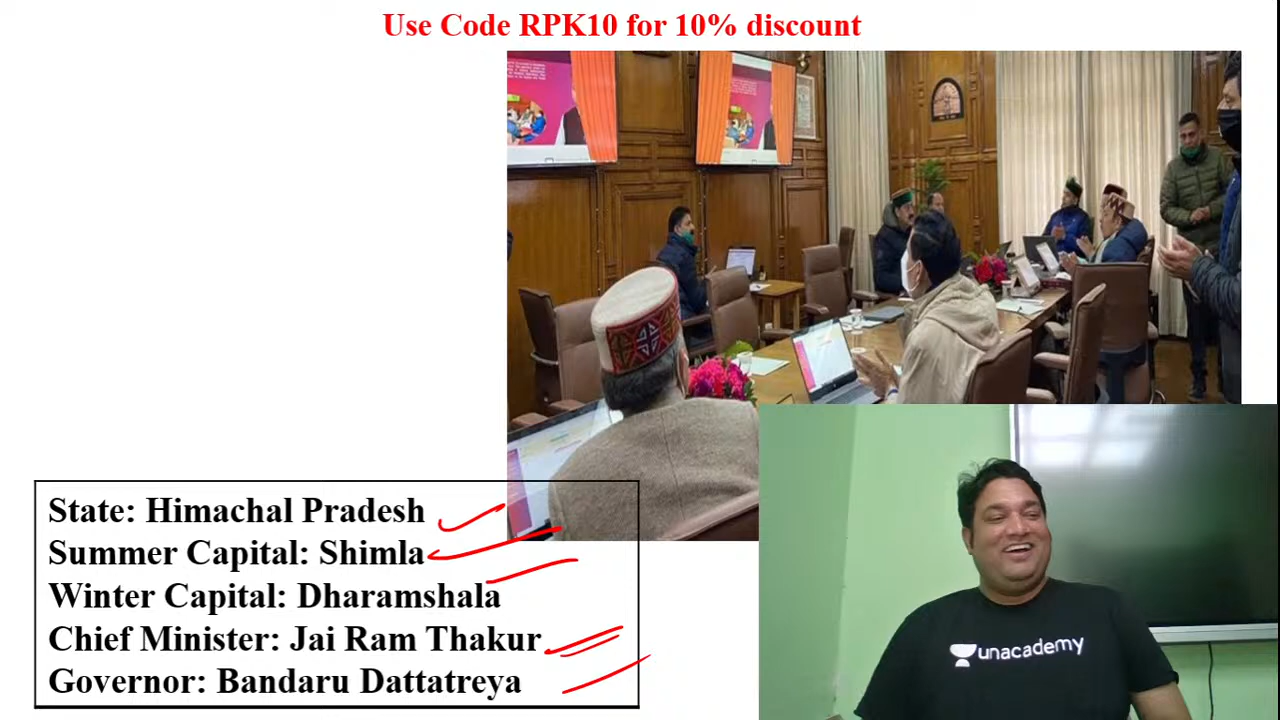 Use Code RPK10 for 10% discount
State: Himachal Pradesh
Summer Capital: Shimla
Winter Capital: Dharamshala
Chief Minister: Jai Ram Thakur
Governor: Bandaru Dattatreya
unacademy